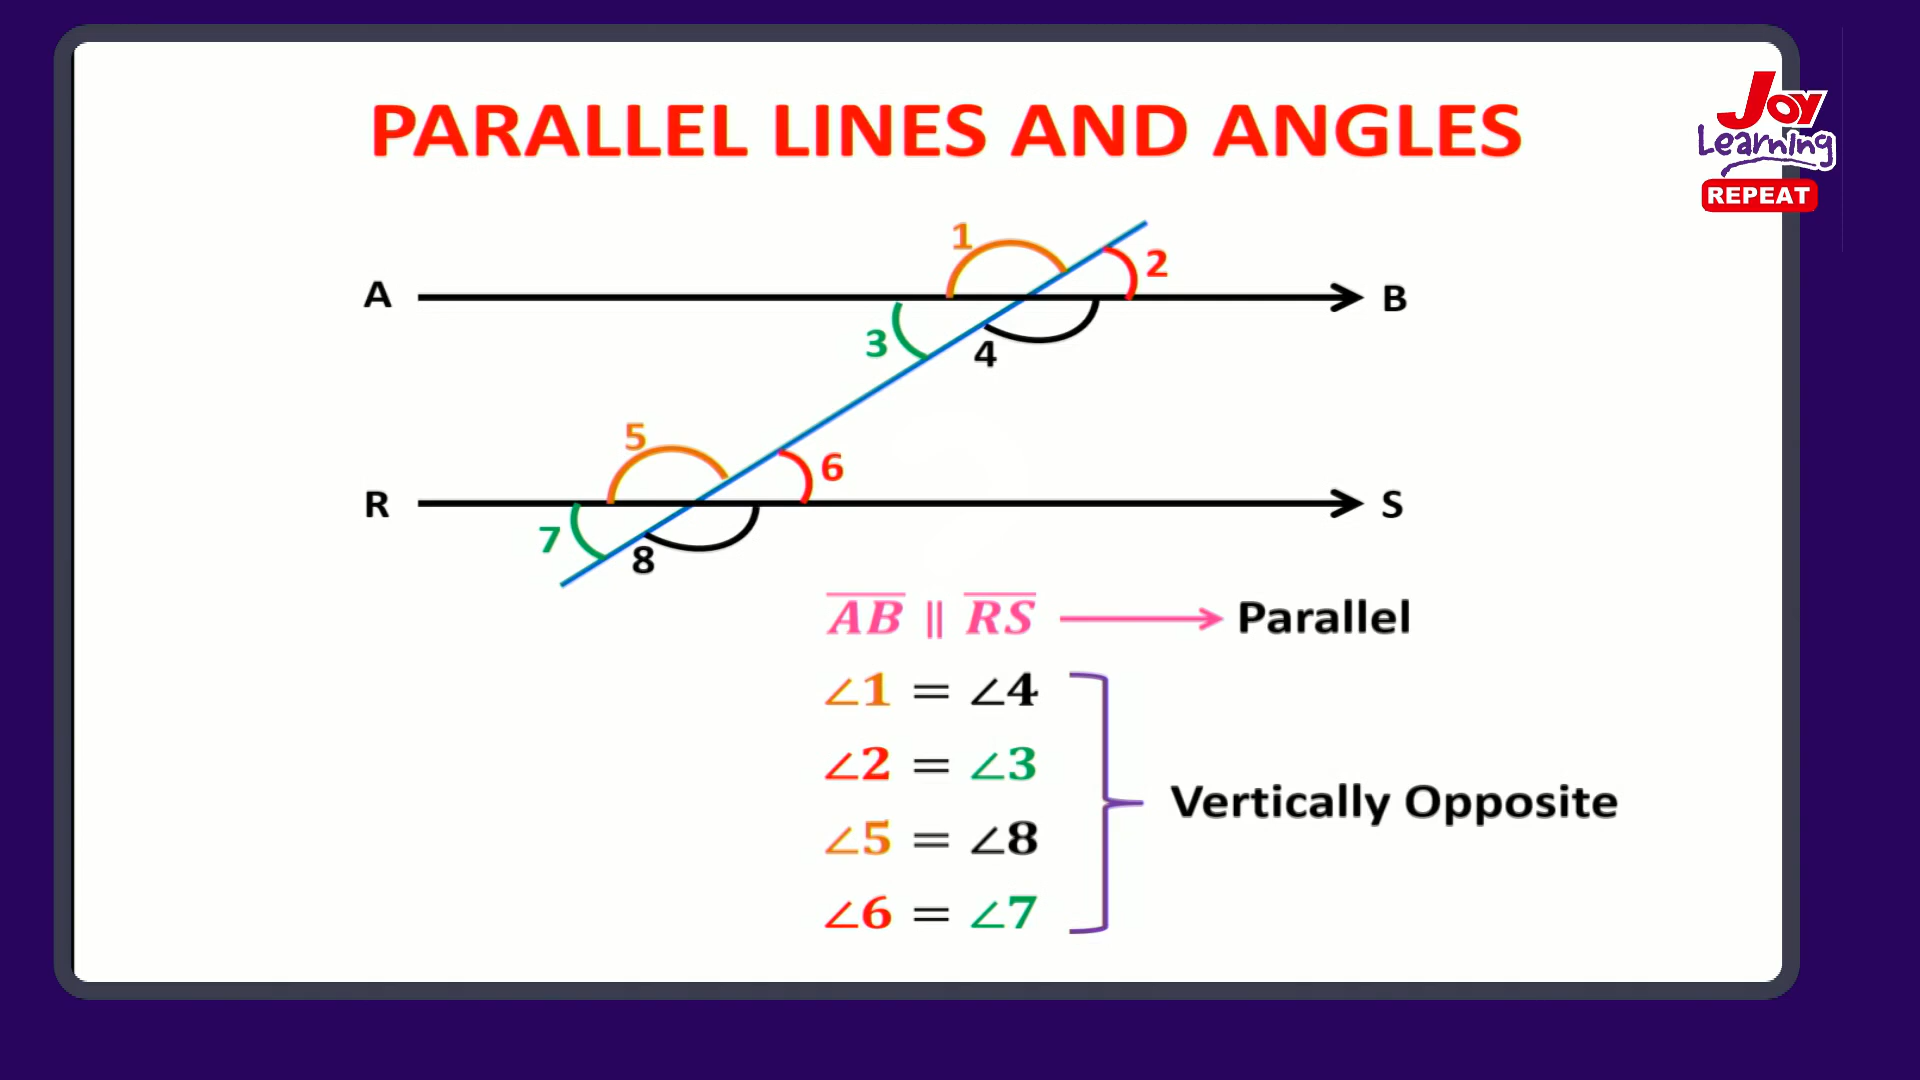 PARALLEL LINES AND ANGLES
Joy
Learning
REPEAT
1
2
A
B
3
4
5
6
R
S
7
8
AB || RS → Parallel
∠1 = ∠4
∠2 = ∠3
Vertically Opposite
∠5 = ∠8
∠6 = ∠7